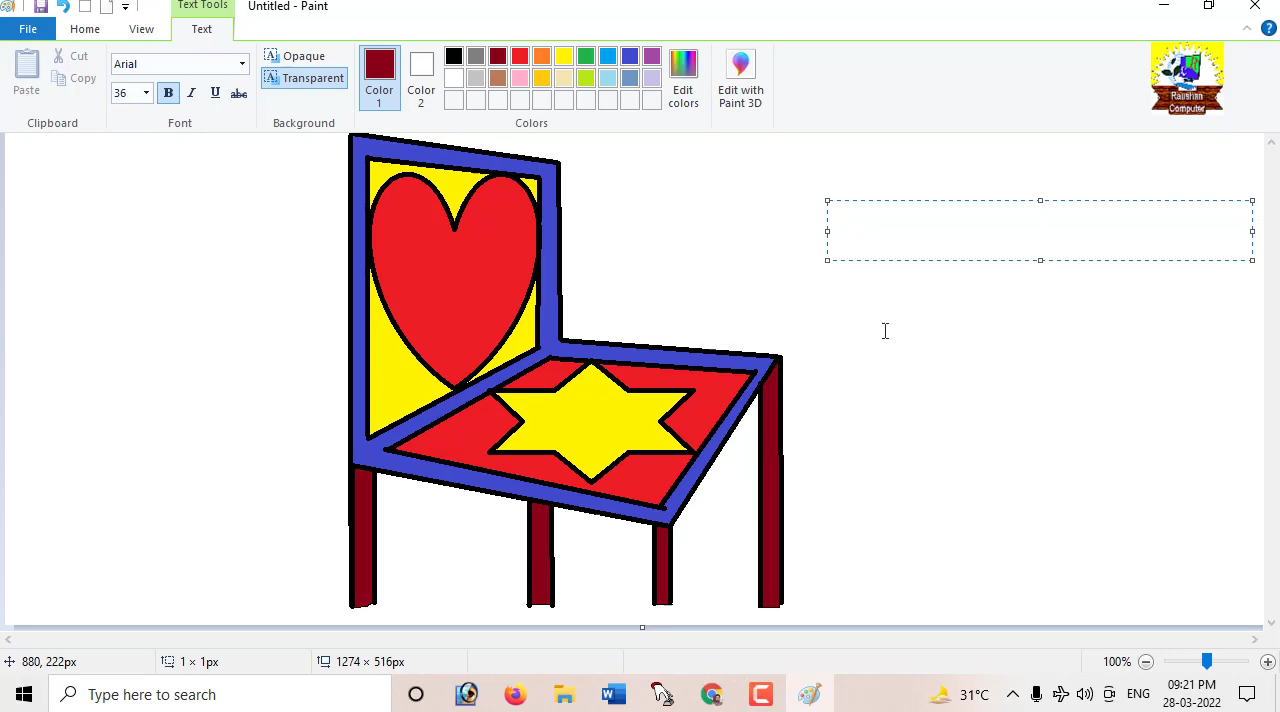 Text Tools
Untitled - Paint
File
Home
View
Text
Paste
Cut
Copy
Clipboard
Arial
36
B
I
U
abc
Font
Opaque
Transparent
Background
Color
1
Color
2
Edit
colors
Edit with
Paint 3D
Colors
Raushan
Computer
880, 222px
1 × 1px
1274 × 516px
100%
Type here to search
31°C
ENG
09:21 PM
28-03-2022